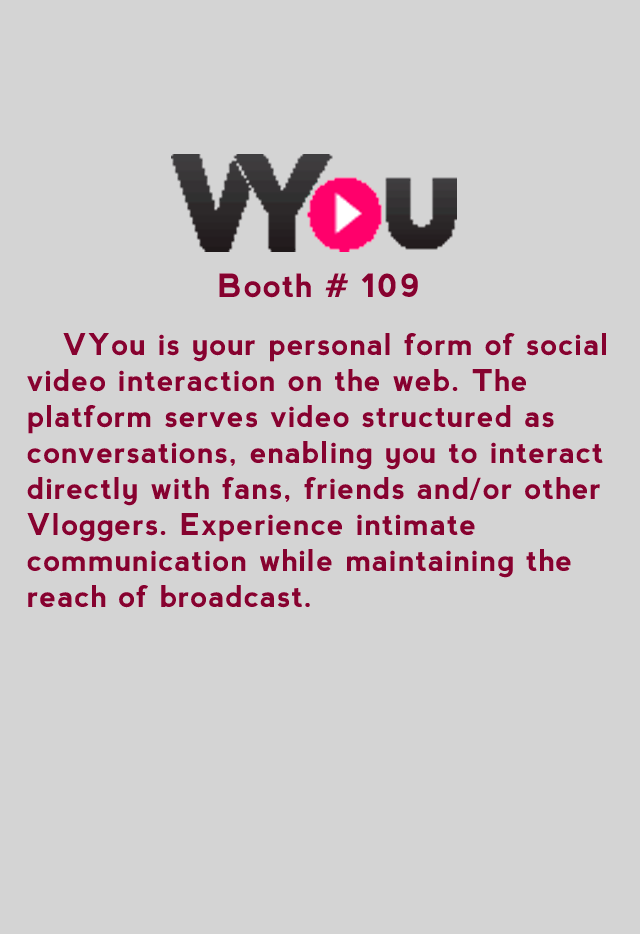 VYou
Booth # 109
VYou is your personal form of social
video interaction on the web. The
platform serves video structured as
conversations, enabling you to interact
directly with fans, friends and/or other
Vloggers. Experience intimate
communication while maintaining the
reach of broadcast.